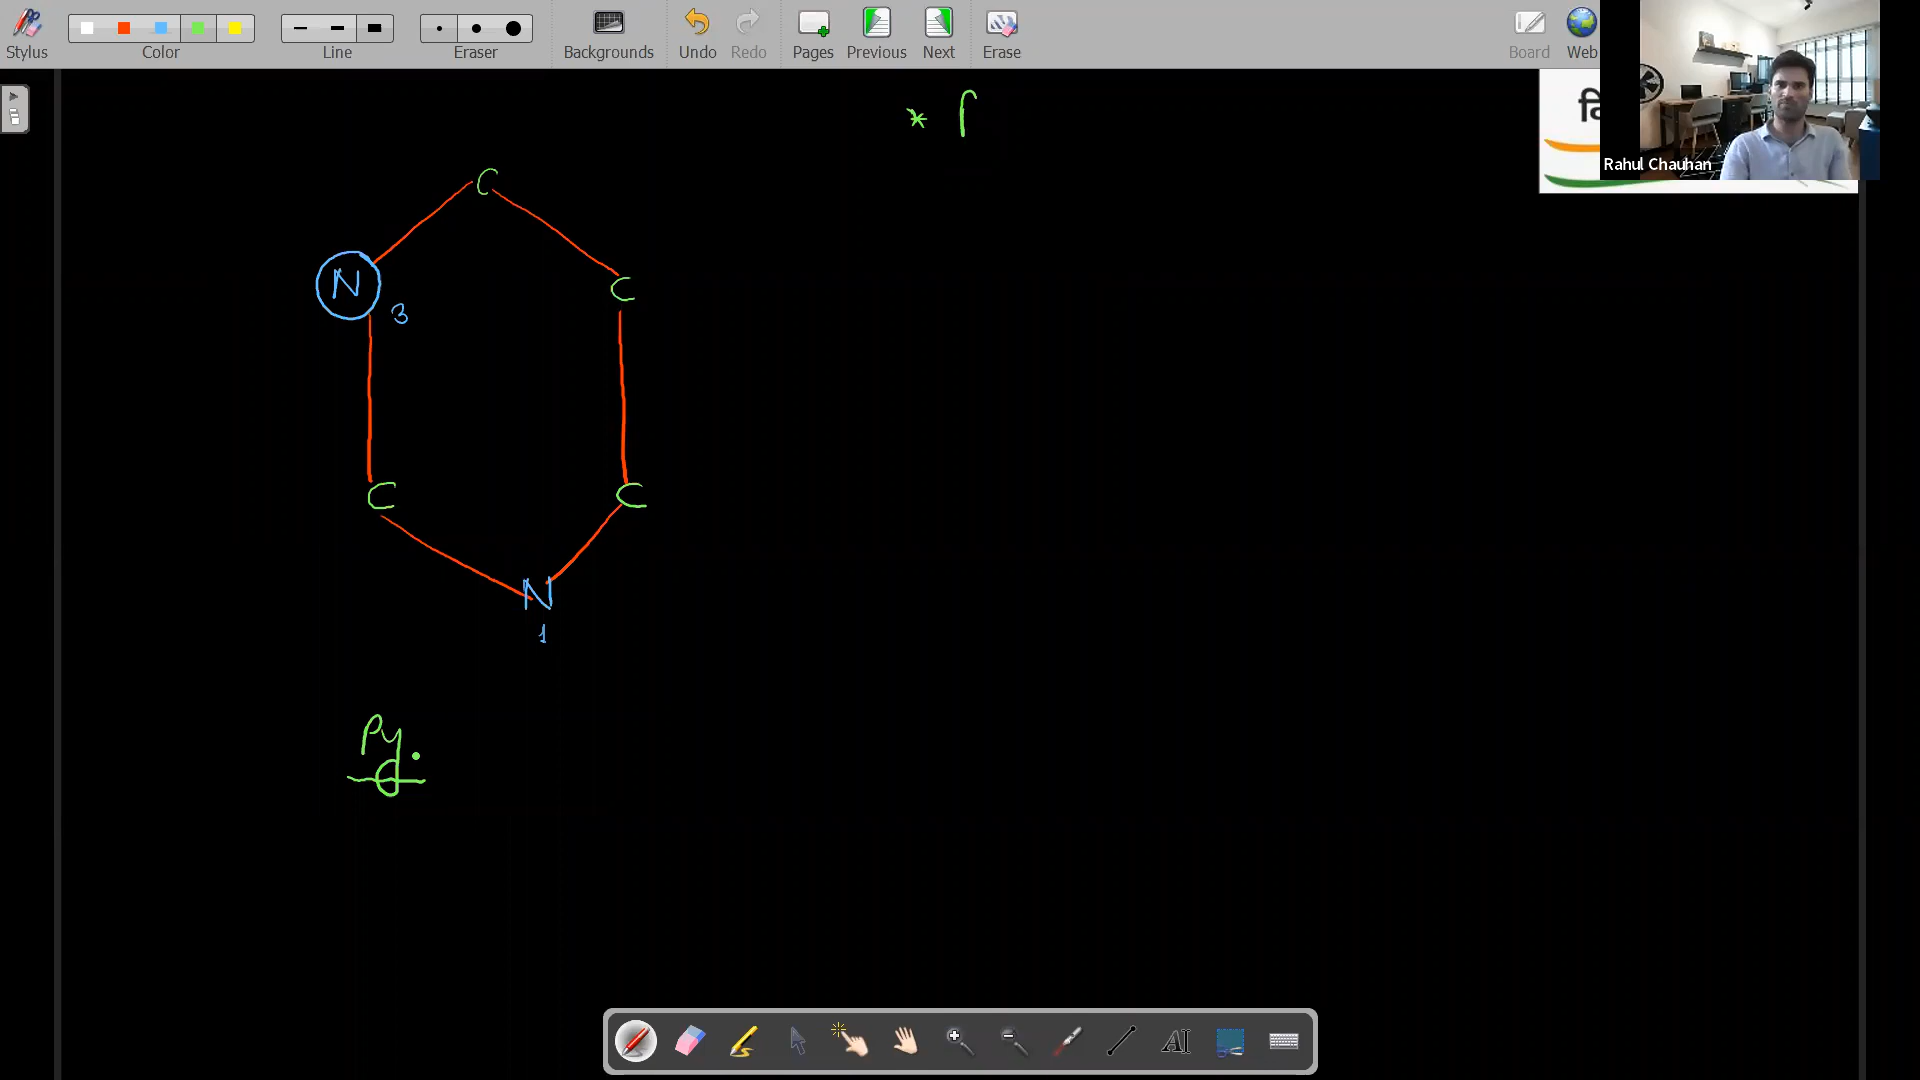 Stylus Color Line Eraser Backgrounds Undo Redo Pages Previous Next Erase Board Web
Rahul Chauhan
*
C
N
3
C
C
C
N
1
Py.